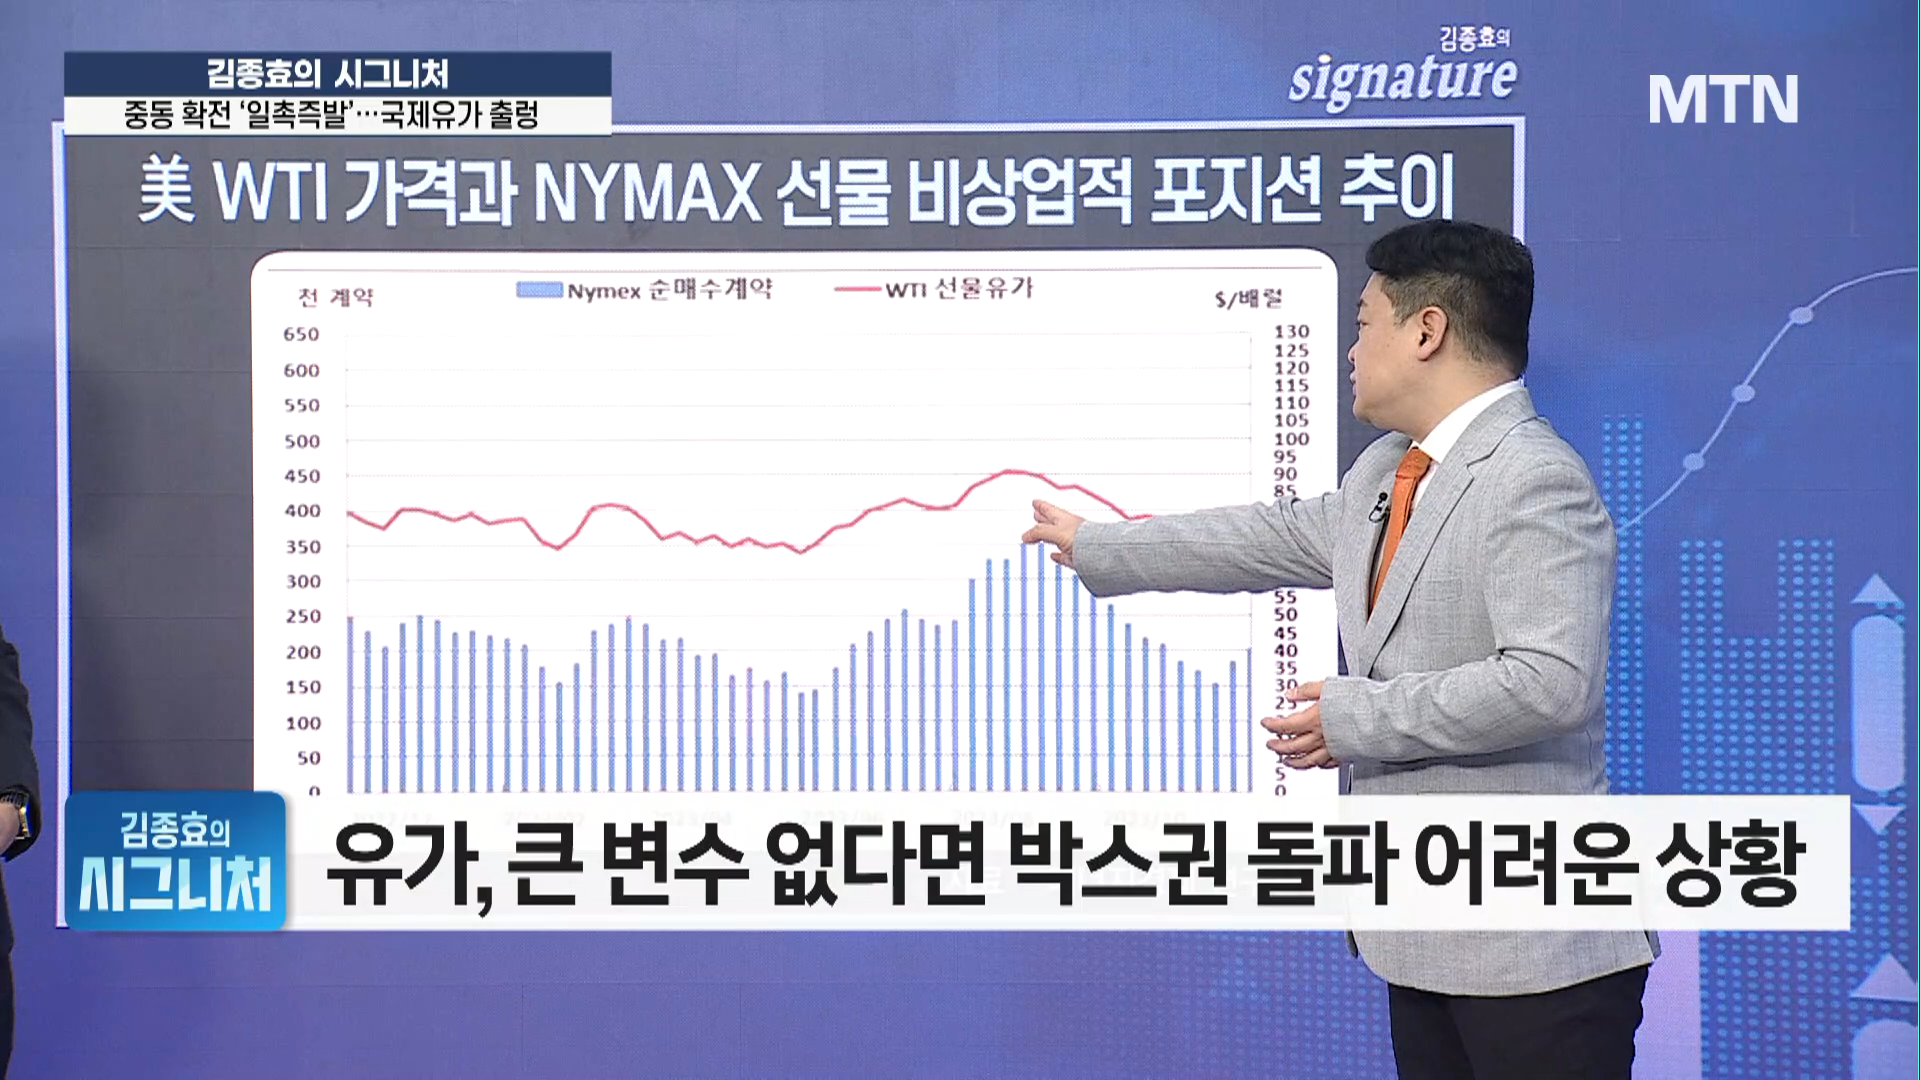 김종효의 시그니처
중동 확전 ‘일촉즉발’…국제유가 출렁
김종효의
signature
MTN
美 WTI 가격과 NYMAX 선물 비상업적 포지션 추이
천 계약
Nymex 순매수계약
WTI 선물유가
$/배럴
650
600
550
500
450
400
350
300
250
200
150
100
50
0
130
125
120
115
110
105
100
95
90
85
55
50
45
40
35
30
25
5
0
김종효의
시그니처
유가, 큰 변수 없다면 박스권 돌파 어려운 상황